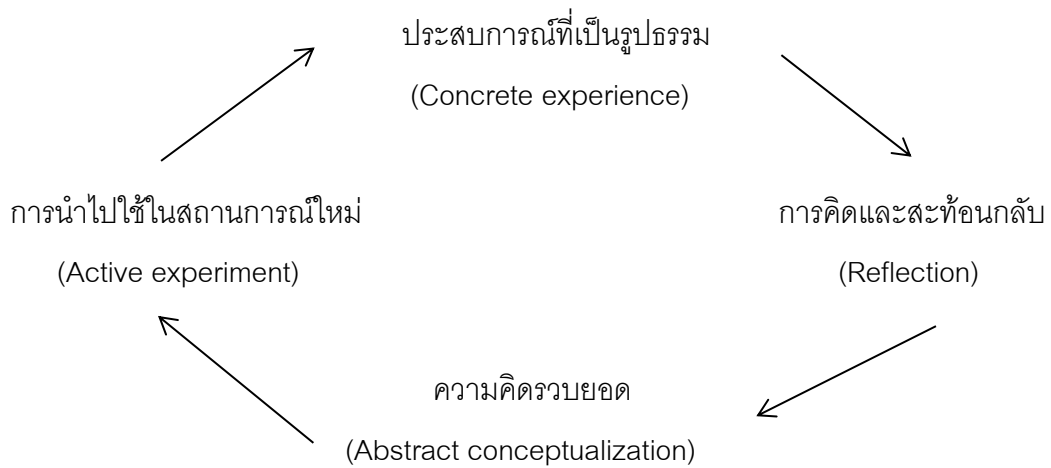 ประสบการณ์ที่เป็นรูปธรรม
(Concrete experience)
การนำไปใช้ในสถานการณ์ใหม่
(Active experiment)
การคิดและสะท้อนกลับ
(Reflection)
ความคิดรวบยอด
(Abstract conceptualization)